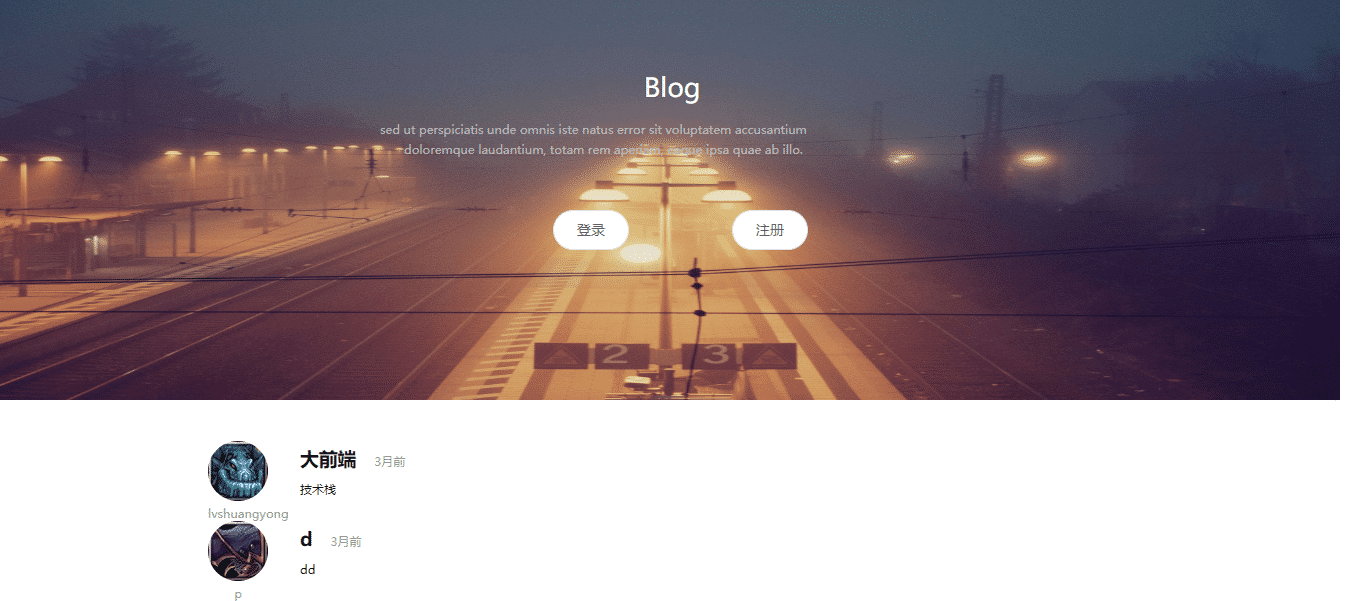 Blog
sed ut perspiciatis unde omnis iste natus error sit voluptatem accusantium
doloremque laudantium, totam rem aperiam, eaque ipsa quae ab illo.
登录
注册
2 3
大前端 3月前
技术栈
lvshuangyong
d 3月前
dd
p